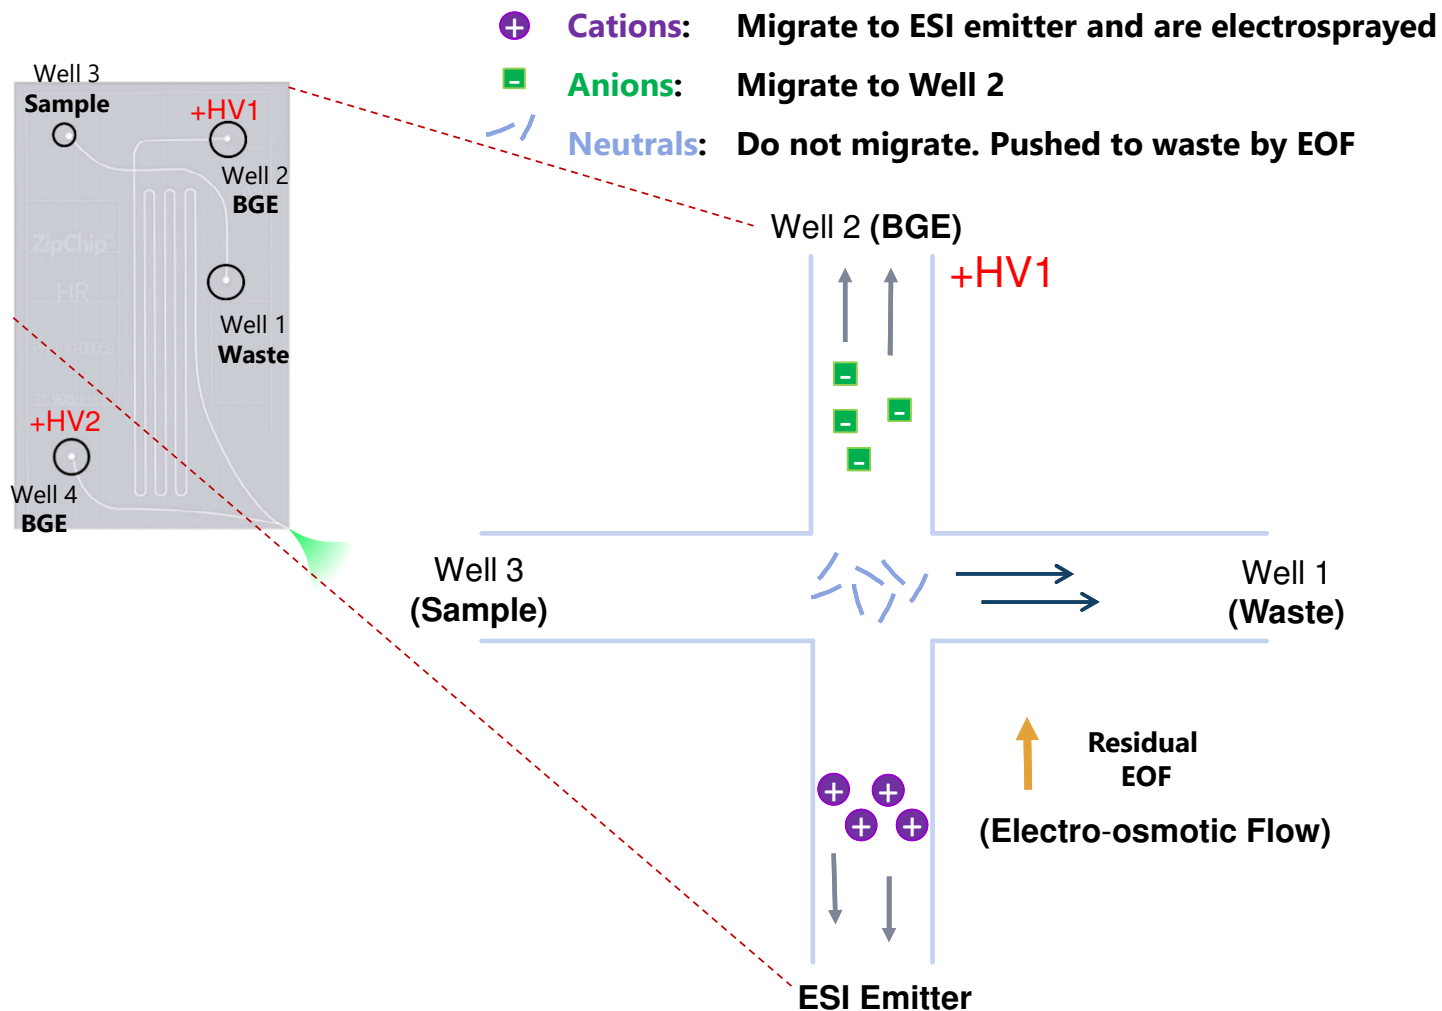 Cations: Migrate to ESI emitter and are electrosprayed
Anions: Migrate to Well 2
Neutrals: Do not migrate. Pushed to waste by EOF
Well 3
Sample
+HV1
Well 2
BGE
ZipChip™
HR
Well 1
Waste
+HV2
Well 4
BGE
Well 2 (BGE)
+HV1
Well 3
(Sample)
Well 1
(Waste)
Residual
EOF
(Electro-osmotic Flow)
ESI Emitter